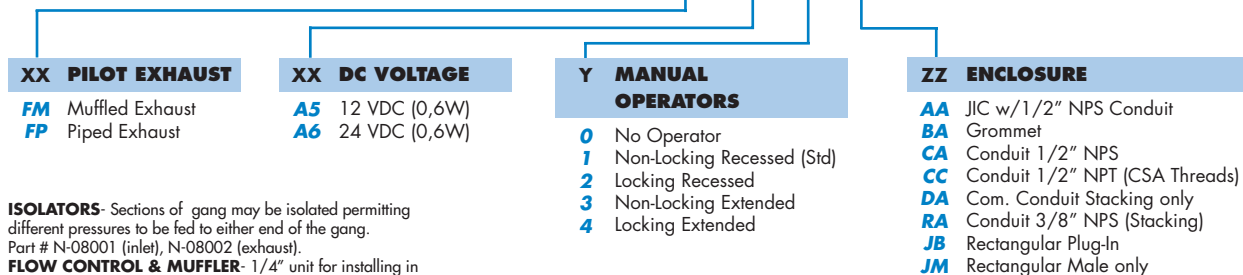 XX PILOT EXHAUST
FM Muffled Exhaust
FP Piped Exhaust
XX DC VOLTAGE
A5 12 VDC (0,6W)
A6 24 VDC (0,6W)
Y MANUAL
OPERATORS
0 No Operator
1 Non-Locking Recessed (Std)
2 Locking Recessed
3 Non-Locking Extended
4 Locking Extended
ZZ ENCLOSURE
AA JIC w/1/2" NPS Conduit
BA Grommet
CA Conduit 1/2" NPS
CC Conduit 1/2" NPT (CSA Threads)
DA Com. Conduit Stacking only
RA Conduit 3/8" NPS (Stacking)
JB Rectangular Plug-In
JM Rectangular Male only
ISOLATORS- Sections of gang may be isolated permitting
different pressures to be fed to either end of the gang.
Part # N-08001 (inlet), N-08002 (exhaust).
FLOW CONTROL & MUFFLER- 1/4" unit for installing in